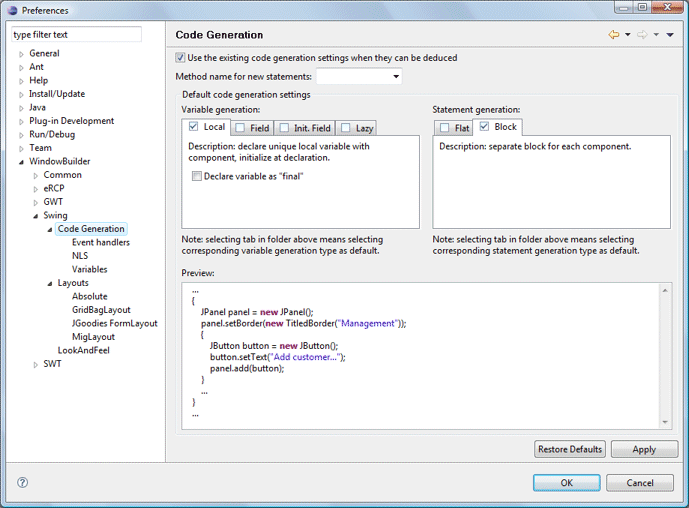 Preferences
type filter text
General
Ant
Help
Install/Update
Java
Plug-in Development
Run/Debug
Team
WindowBuilder
Common
eRCP
GWT
Swing
Code Generation
Event handlers
NLS
Variables
Layouts
Absolute
GridBagLayout
JGoodies FormLayout
MigLayout
LookAndFeel
SWT
Code Generation
Use the existing code generation settings when they can be deduced
Method name for new statements:
Default code generation settings
Variable generation:
Local Field Init. Field Lazy
Description: declare unique local variable with
component, initialize at declaration.
Declare variable as "final"
Note: selecting tab in folder above means selecting
corresponding variable generation type as default.
Statement generation:
Flat Block
Description: separate block for each component.
Note: selecting tab in folder above means selecting
corresponding statement generation type as default.
Preview:
...
{
JPanel panel = new JPanel();
panel.setBorder(new TitledBorder("Management"));
{
JButton button = new JButton();
button.setText("Add customer...");
panel.add(button);
}
...
}
...
Restore Defaults Apply
? OK Cancel